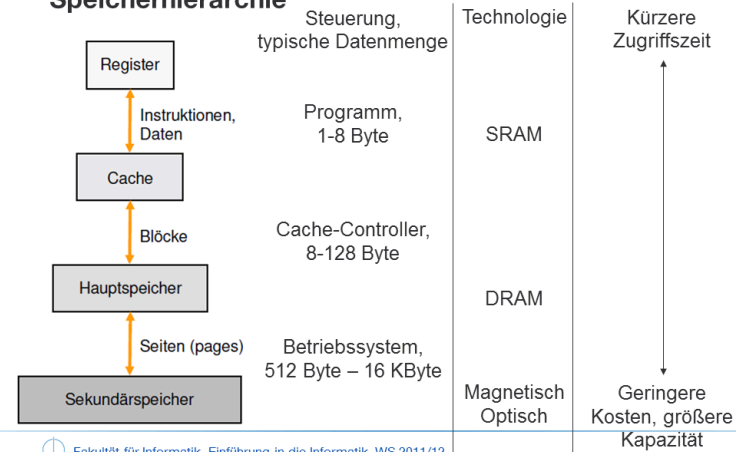 Speicherhierarchie
Steuerung,
typische Datenmenge
Technologie
Kürzere
Zugriffszeit
Register
Instruktionen,
Daten
Programm,
1-8 Byte
SRAM
Cache
Blöcke
Cache-Controller,
8-128 Byte
Hauptspeicher
DRAM
Seiten (pages)
Betriebssystem,
512 Byte – 16 KByte
Sekundärspeicher
Magnetisch
Optisch
Geringere
Kosten, größere
Kapazität
Fakultät für Informatik, Einführung in die Informatik, WS 2011/12